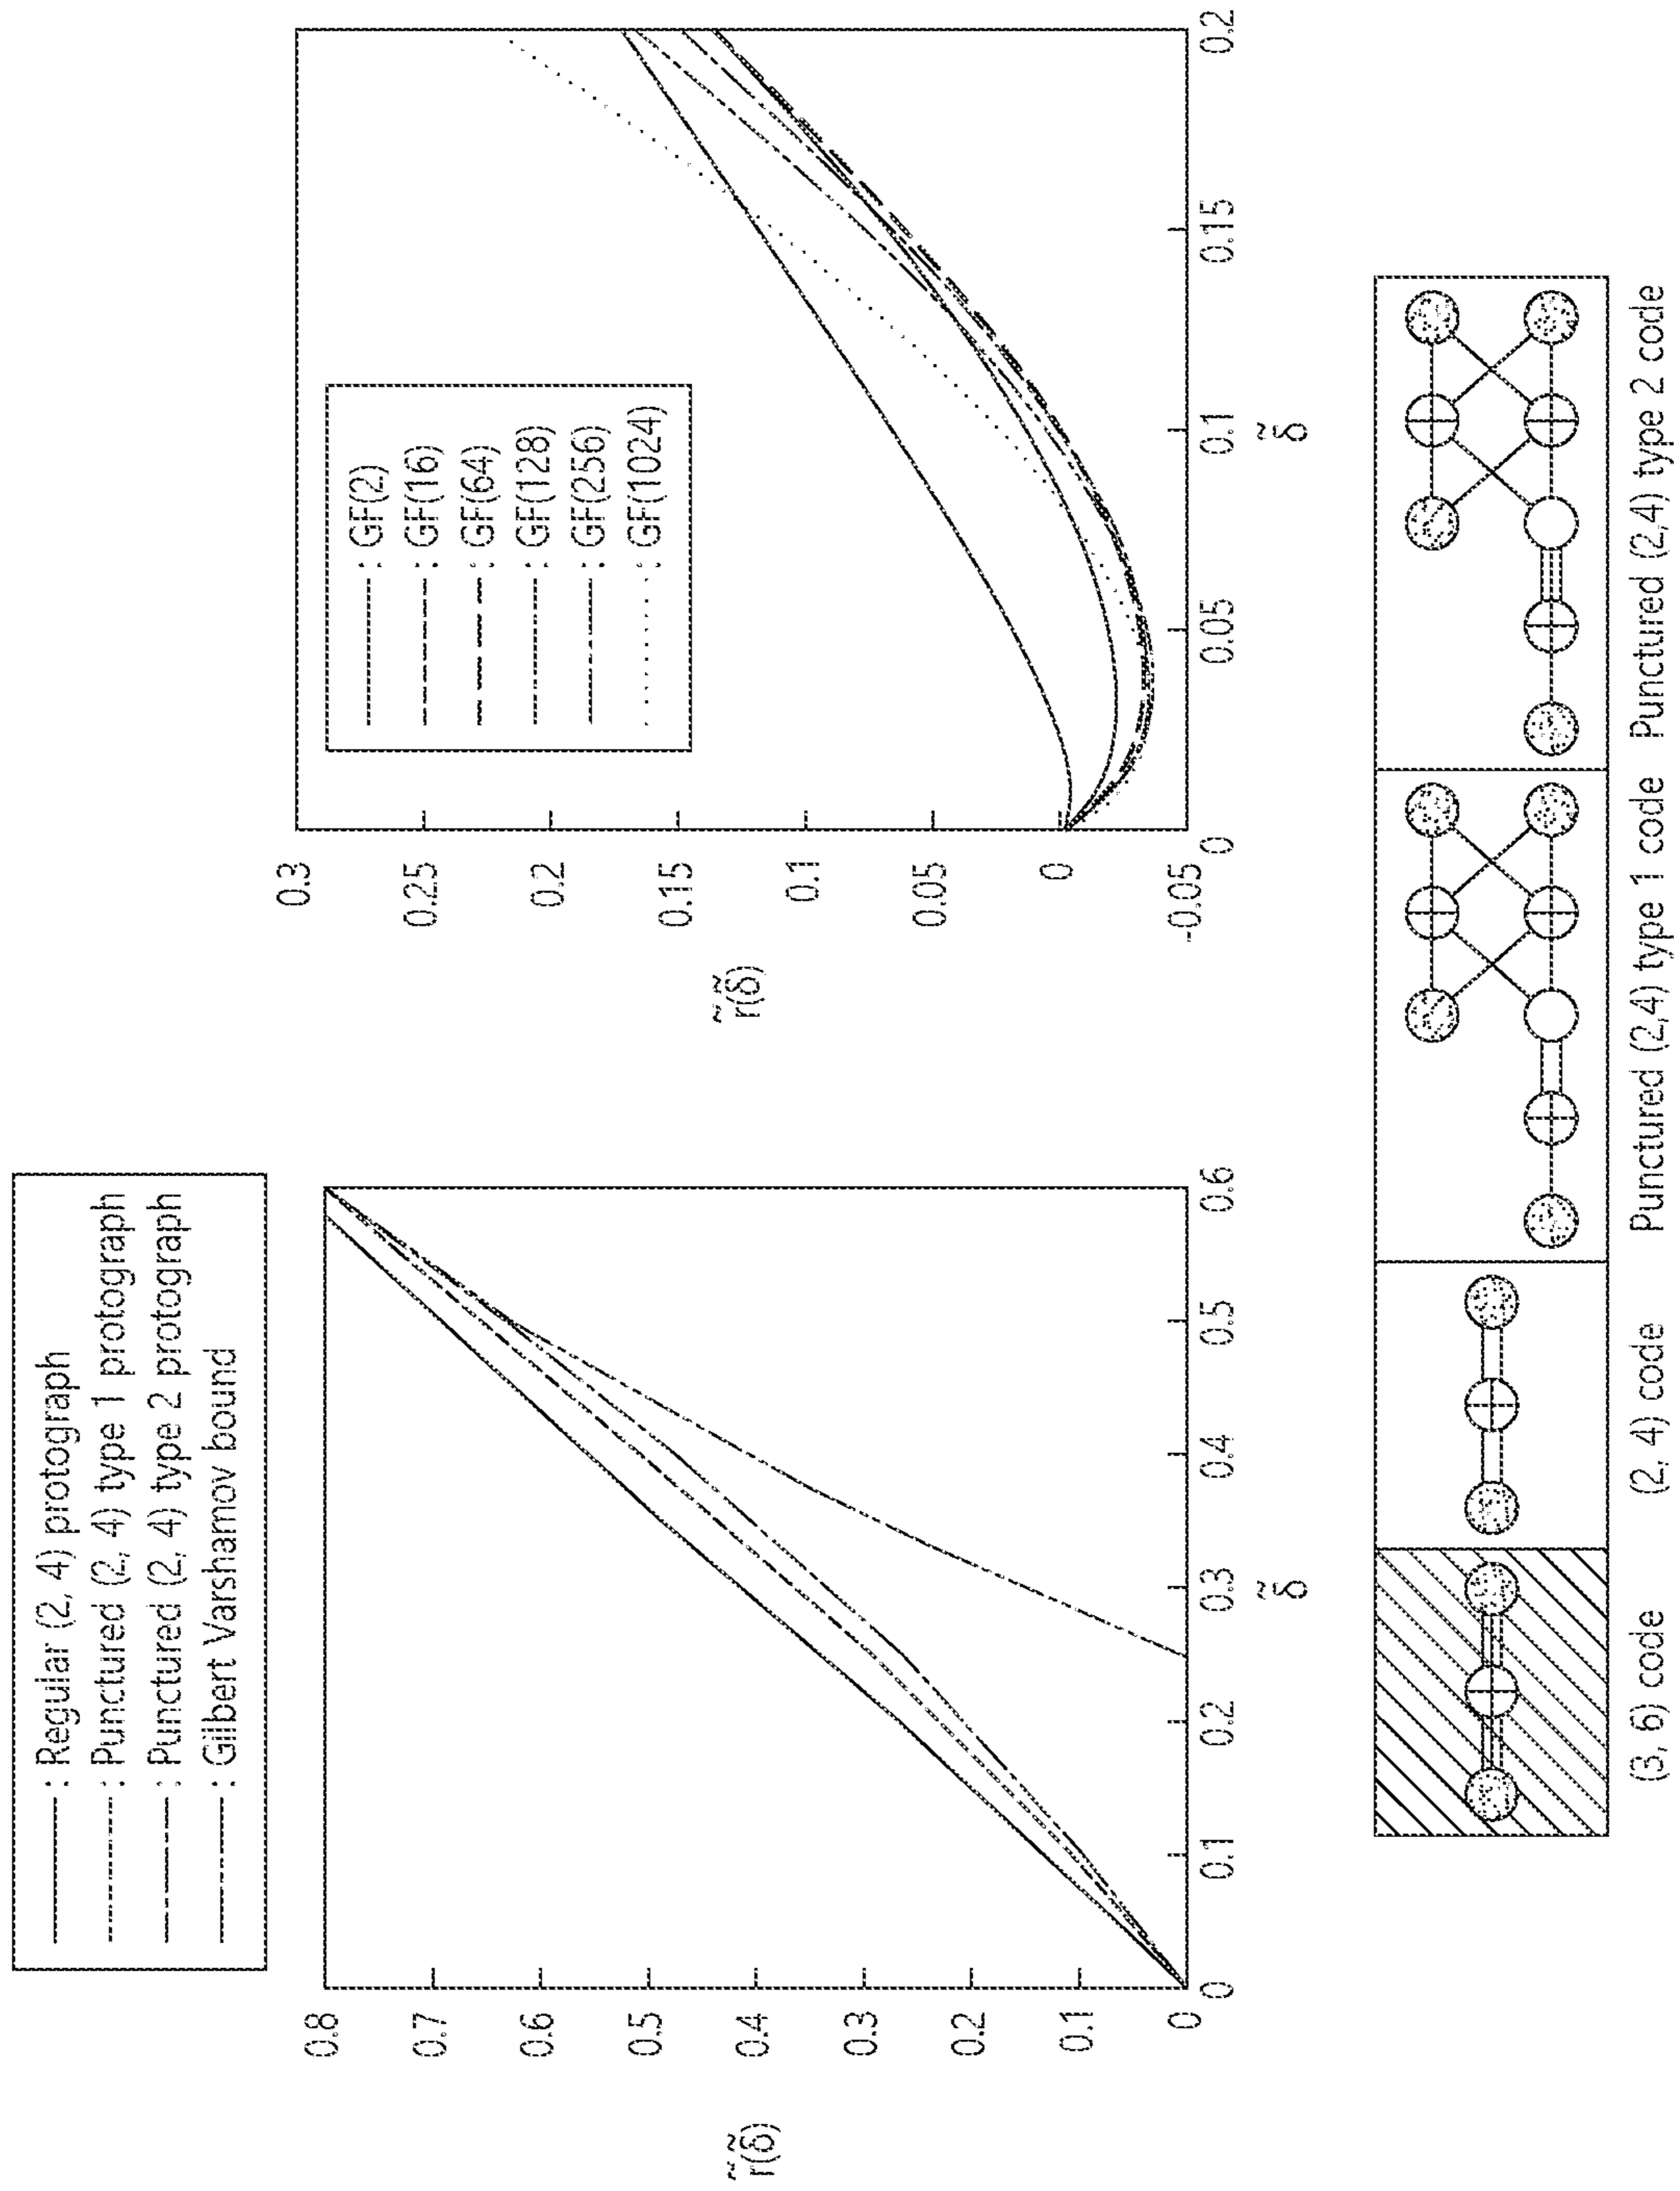 : Regular (2, 4) protograph
: Punctured (2, 4) type 1 protograph
: Punctured (2, 4) type 2 protograph
: Gilbert Varshamov bound
r̃(δ̃)
0.8
0.7
0.6
0.5
0.4
0.3
0.2
0.1
0
0 0.1 0.2 0.3 0.4 0.5 0.6
δ̃
r̃(δ̃)
0.3
0.25
0.2
0.15
0.1
0.05
0
-0.05
: GF(2)
: GF(16)
: GF(64)
: GF(128)
: GF(256)
: GF(1024)
0 0.05 0.1 0.15 0.2
δ̃
(3, 6) code
(2, 4) code
Punctured (2,4) type 1 code
Punctured (2,4) type 2 code